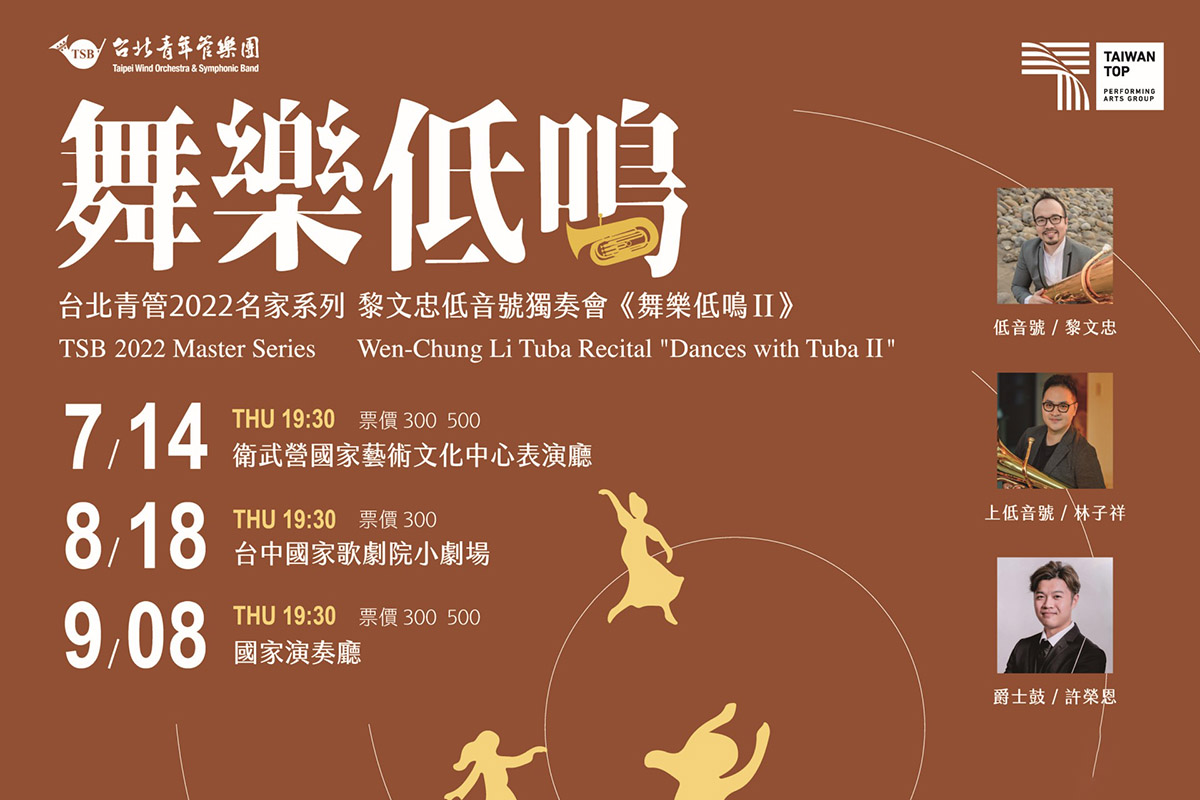 TSB 台北青年管樂團
Taipei Wind Orchestra & Symphonic Band
TAIWAN
TOP
PERFORMING
ARTS GROUP
舞樂低鳴
台北青管2022名家系列 黎文忠低音號獨奏會《舞樂低鳴II》
TSB 2022 Master Series Wen-Chung Li Tuba Recital "Dances with Tuba II"
7/14 THU 19:30 票價 300 500
衛武營國家藝術文化中心表演廳
8/18 THU 19:30 票價 300
台中國家歌劇院小劇場
9/08 THU 19:30 票價 300 500
國家演奏廳
低音號 / 黎文忠
上低音號 / 林子祥
爵士鼓 / 許榮恩